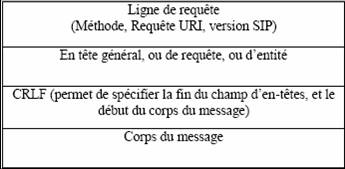 Ligne de requête
(Méthode, Requête URI, version SIP)
En tête général, ou de requête, ou d'entité
CRLF (permet de spécifier la fin du champ d'en-têtes, et le
début du corps du message)
Corps du message